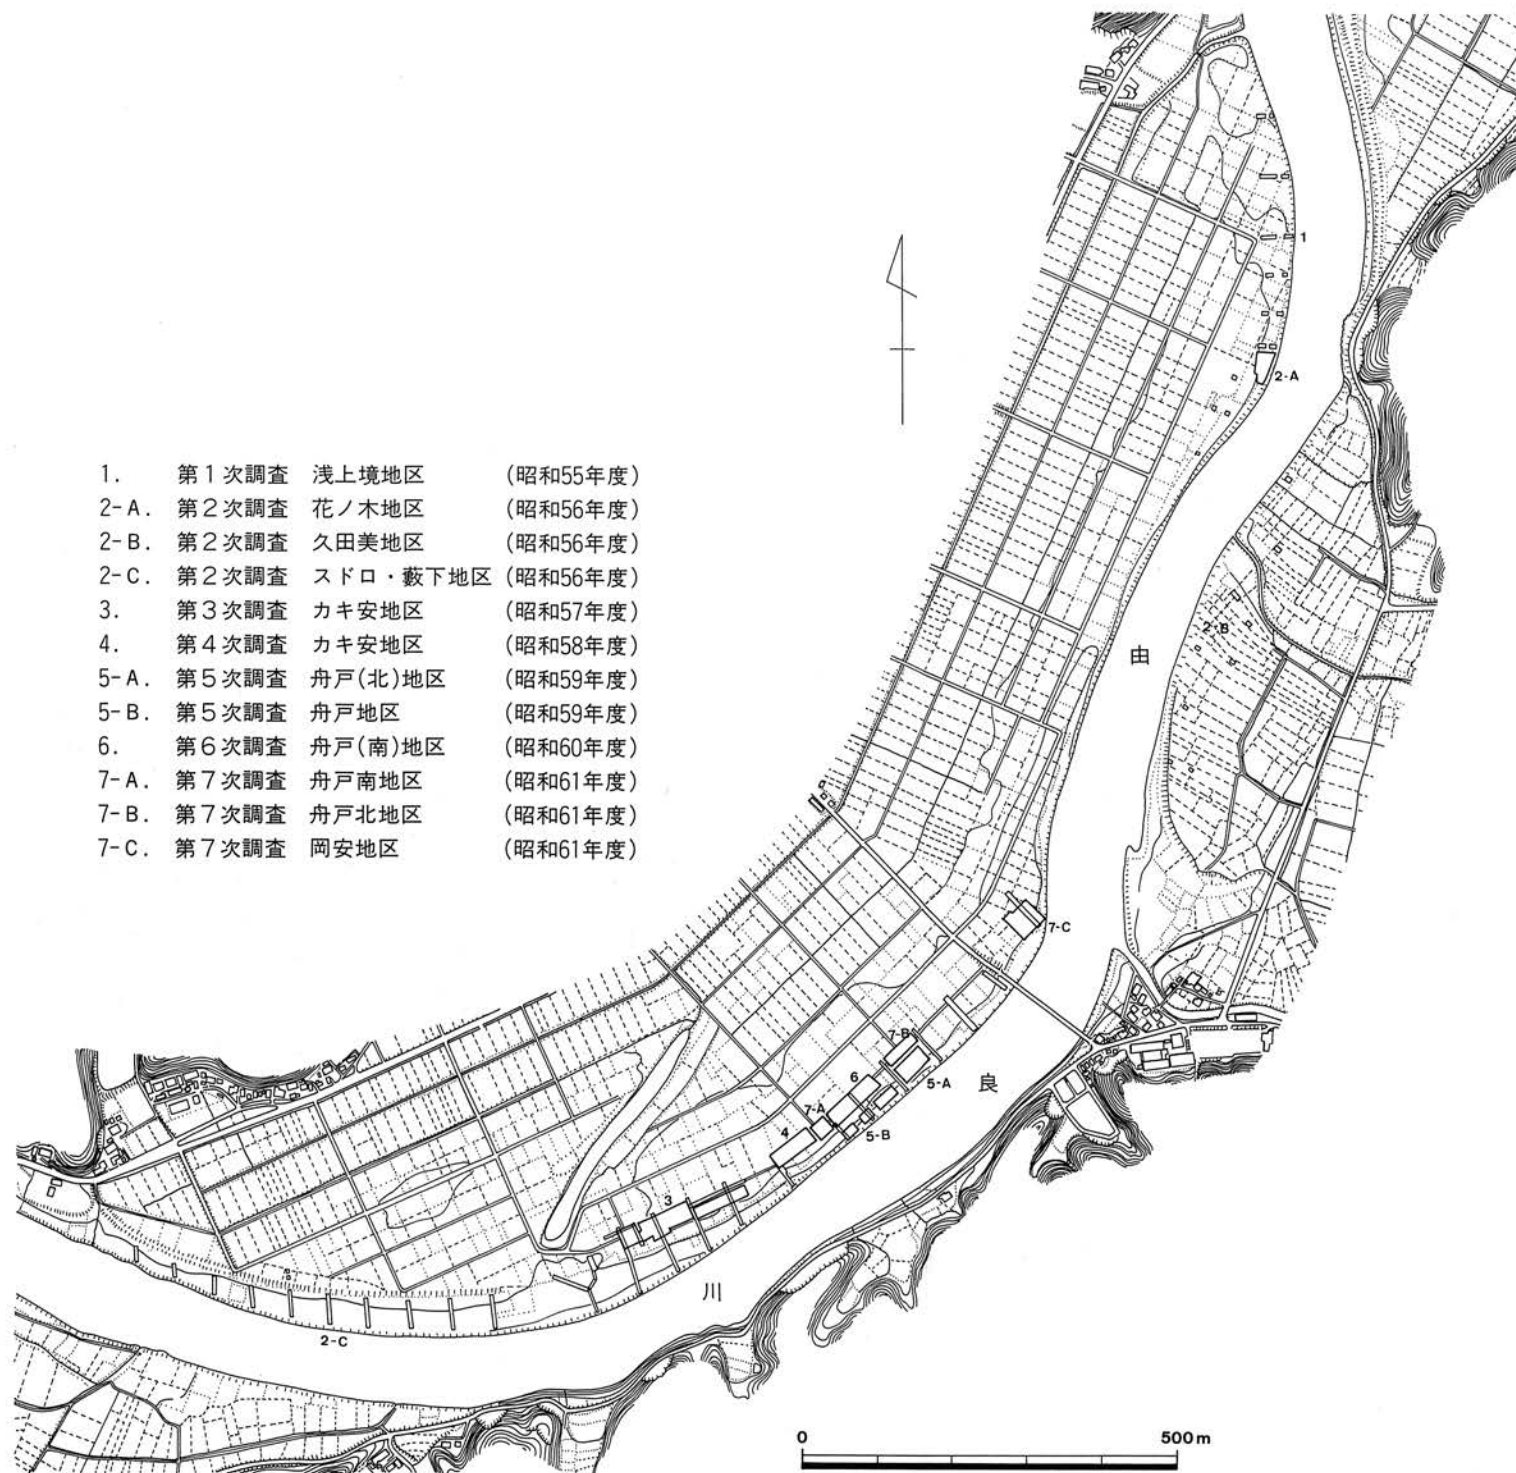 1. 第1次調査 浅上境地区 (昭和55年度)
2-A. 第2次調査 花ノ木地区 (昭和56年度)
2-B. 第2次調査 久田美地区 (昭和56年度)
2-C. 第2次調査 スドロ・藪下地区 (昭和56年度)
3. 第3次調査 カキ安地区 (昭和57年度)
4. 第4次調査 カキ安地区 (昭和58年度)
5-A. 第5次調査 舟戸(北)地区 (昭和59年度)
5-B. 第5次調査 舟戸地区 (昭和59年度)
6. 第6次調査 舟戸(南)地区 (昭和60年度)
7-A. 第7次調査 舟戸南地区 (昭和61年度)
7-B. 第7次調査 舟戸北地区 (昭和61年度)
7-C. 第7次調査 岡安地区 (昭和61年度)
1
2-A
2-B
由
7-C
7-B
5-A
良
6
7-A
5-B
4
3
川
2-C
0 500m